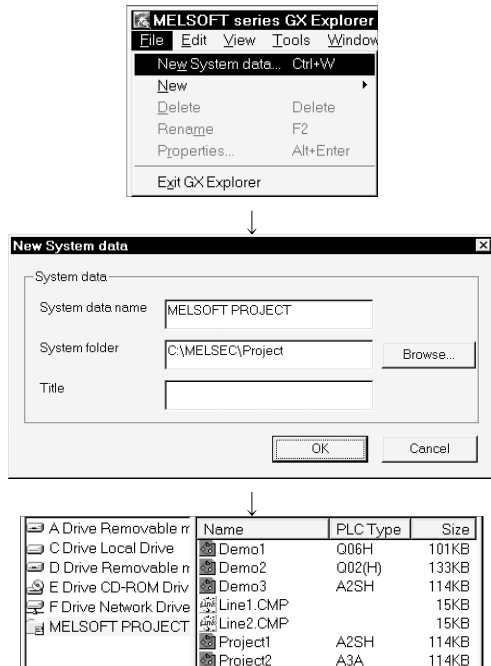 MELSOFT series GX Explorer
File Edit View Tools Window
New System data... Ctrl+W
New
Delete Delete
Rename F2
Properties... Alt+Enter
Exit GX Explorer
New System data
System data
System data name MELSOFT PROJECT
System folder C:\MELSEC\Project Browse...
Title
OK Cancel
A Drive Removable m Name PLC Type Size
C Drive Local Drive Demo1 Q06H 101KB
D Drive Removable m Demo2 Q02(H) 133KB
E Drive CD-ROM Driv Demo3 A2SH 114KB
F Drive Network Drive Line1.CMP 15KB
MELSOFT PROJECT Line2.CMP 15KB
Project1 A2SH 114KB
Project2 A3A 114KB